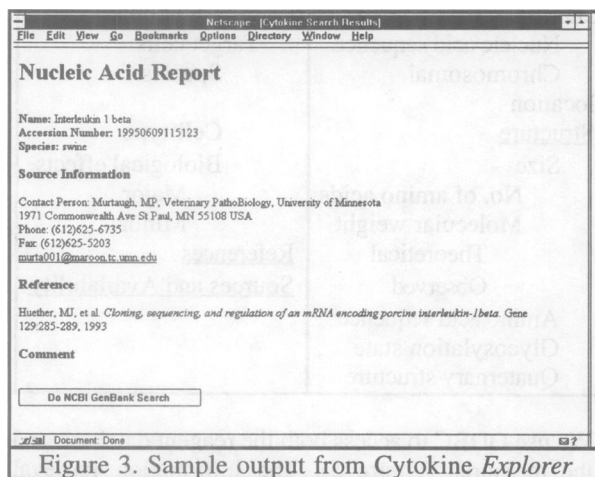 Netscape - [Cytokine Search Results]
File Edit View Go Bookmarks Options Directory Window Help
Nucleic Acid Report
Name: Interleukin 1 beta
Accession Number: 19950609115123
Species: swine
Source Information
Contact Person: Murtaugh, MP, Veterinary PathoBiology, University of Minnesota
1971 Commonwealth Ave St Paul, MN 55108 USA
Phone: (612)625-6735
Fax: (612)625-5203
murta001@maroon.tc.umn.edu
Reference
Huether, MJ, et al. Cloning, sequencing, and regulation of an mRNA encoding porcine interleukin-1beta. Gene
129:285-289, 1993
Comment
Do NCBI GenBank Search
Document: Done
Figure 3. Sample output from Cytokine Explorer